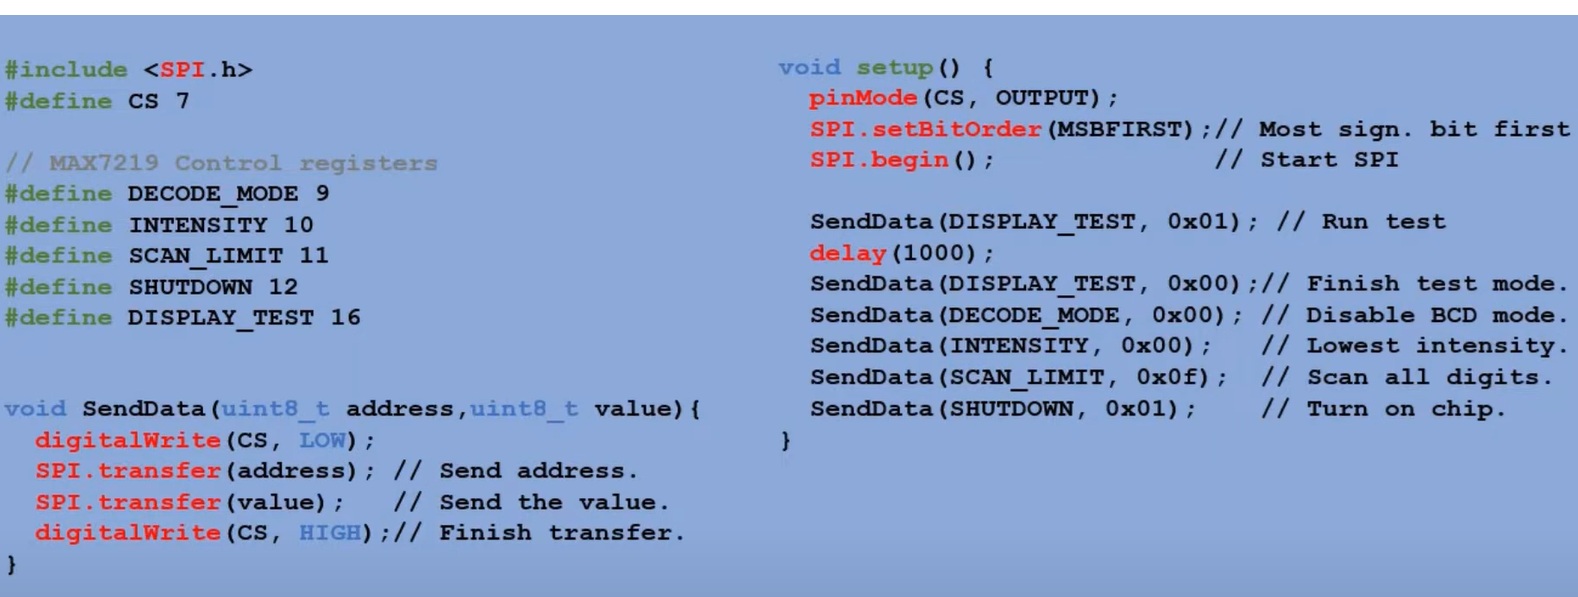 #include <SPI.h>
#define CS 7
// MAX7219 Control registers
#define DECODE_MODE 9
#define INTENSITY 10
#define SCAN_LIMIT 11
#define SHUTDOWN 12
#define DISPLAY_TEST 16
void SendData(uint8_t address,uint8_t value){
digitalWrite(CS, LOW);
SPI.transfer(address); // Send address.
SPI.transfer(value); // Send the value.
digitalWrite(CS, HIGH);// Finish transfer.
}
void setup() {
pinMode(CS, OUTPUT);
SPI.setBitOrder(MSBFIRST);// Most sign. bit first
SPI.begin(); // Start SPI
SendData(DISPLAY_TEST, 0x01); // Run test
delay(1000);
SendData(DISPLAY_TEST, 0x00);// Finish test mode.
SendData(DECODE_MODE, 0x00); // Disable BCD mode.
SendData(INTENSITY, 0x00); // Lowest intensity.
SendData(SCAN_LIMIT, 0x0f); // Scan all digits.
SendData(SHUTDOWN, 0x01); // Turn on chip.
}